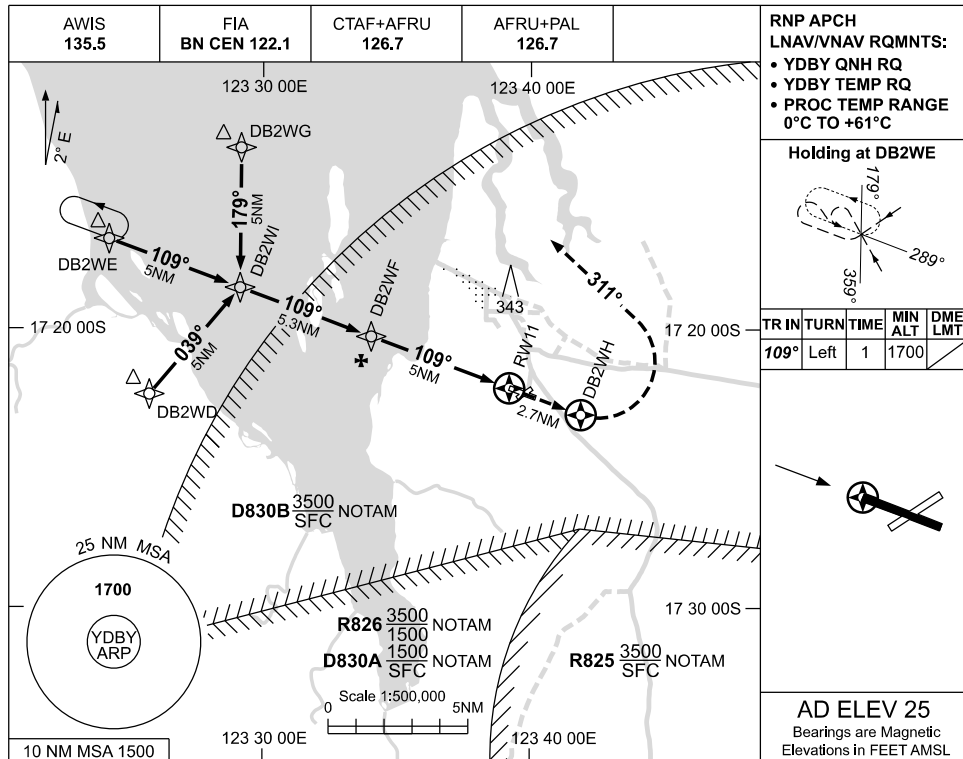 AWIS
135.5
FIA
BN CEN 122.1
CTAF+AFRU
126.7
AFRU+PAL
126.7
RNP APCH
LNAV/VNAV RQMNTS:
• YDBY QNH RQ
• YDBY TEMP RQ
• PROC TEMP RANGE
0°C TO +61°C
123 30 00E
123 40 00E
2° E
DB2WG
179°
5NM
DB2WI
DB2WE
109°
5NM
109°
5.3NM
DB2WF
039°
5NM
DB2WD
109°
5NM
RW11
2.7NM
DB2WH
311°
343
17 20 00S
17 20 00S
Holding at DB2WE
179°
289°
359°
TR IN
TURN
TIME
MIN ALT
DME LMT
109°
Left
1
1700
D830B 3500 SFC NOTAM
25 NM MSA
1700
YDBY
ARP
10 NM MSA 1500
R826 3500 1500 NOTAM
D830A 1500 SFC NOTAM
R825 3500 SFC NOTAM
17 30 00S
Scale 1:500,000
0
5NM
123 30 00E
123 40 00E
AD ELEV 25
Bearings are Magnetic
Elevations in FEET AMSL